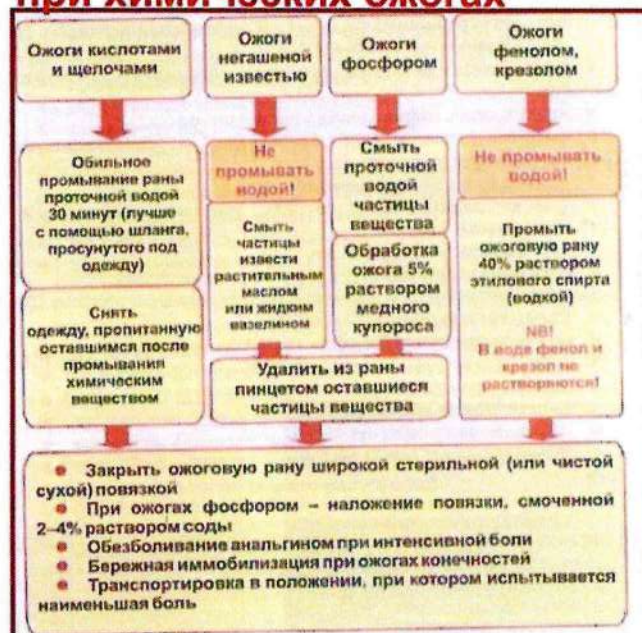 при химических ожогах
Ожоги кислотами
и щелочами
Обильное
промывание раны
проточной водой
30 минут (лучше
с помощью шланга,
просунутого под
одежду)
Снять
одежду, пропитанную
оставшимся после
промывания
химическим
веществом
Ожоги
негашеной
известью
Не
промывать
водой!
Смыть
частицы
извести
растительным
маслом
или жидким
вазелином
Ожоги
фосфором
Смыть
проточной
водой
частицы
вещества
Обработка
ожога 5%
раствором
медного
купороса
Удалить из раны
пинцетом оставшиеся
частицы вещества
Ожоги
фенолом,
крезолом
Не промывать
водой!
Промыть
ожоговую рану
40% раствором
этилового спирта
(водкой)
NB!
В воде фенол и
крезол не
растворяются!
• Закрыть ожоговую рану широкой стерильной (или чистой
сухой) повязкой
• При ожогах фосфором – наложение повязки, смоченной
2–4% раствором соды
• Обезболивание анальгином при интенсивной боли
• Бережная иммобилизация при ожогах конечностей
• Транспортировка в положении, при котором испытывается
наименьшая боль